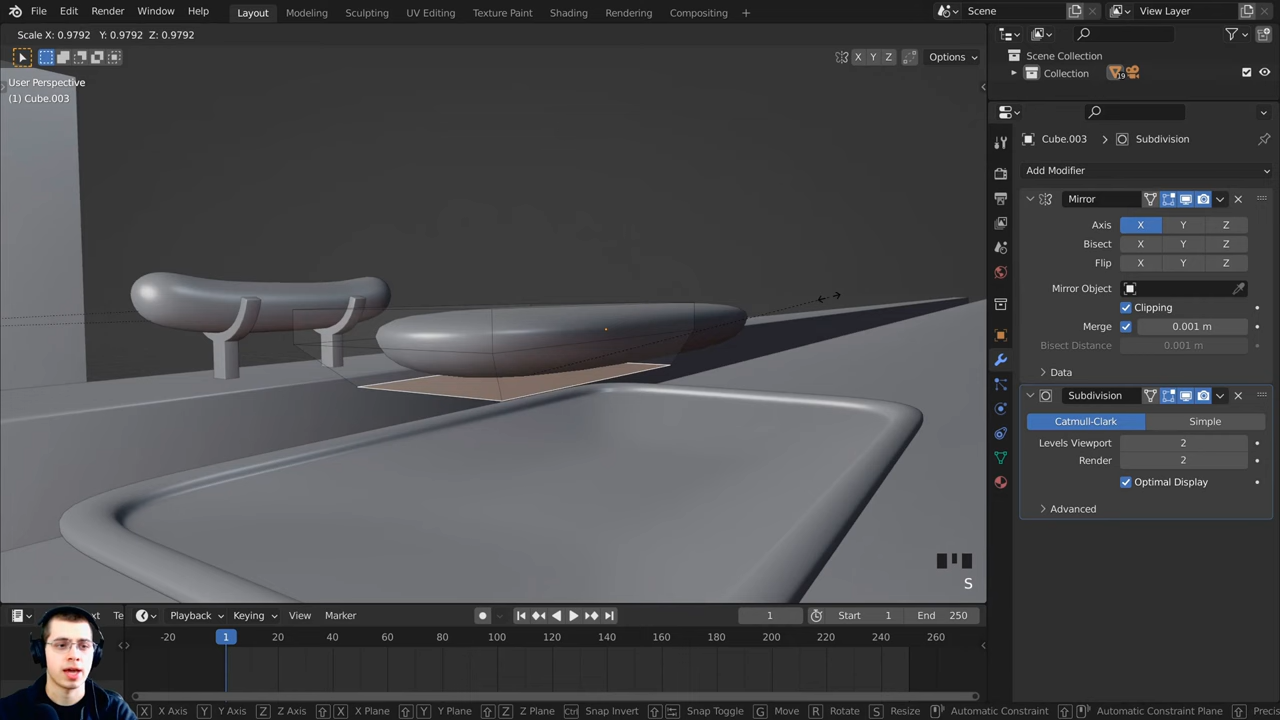 File Edit Render Window Help Layout Modeling Sculpting UV Editing Texture Paint Shading Rendering Compositing + Scene View Layer
Scale X: 0.9792 Y: 0.9792 Z: 0.9792
X Y Z Options
User Perspective
(1) Cube.003
Scene Collection
Collection 19
Cube.003 > Subdivision
Add Modifier
Mirror
Axis X Y Z
Bisect X Y Z
Flip X Y Z
Mirror Object
Clipping
Merge 0.001 m
Bisect Distance 0.001 m
Data
Subdivision
Catmull-Clark Simple
Levels Viewport 2
Render 2
Optimal Display
Advanced
S
Playback Keying View Marker 1 Start 1 End 250
-20 1 20 40 60 80 100 120 140 160 180 200 220 240 260
X X Axis Y Y Axis Z Z Axis X X Plane Y Y Plane Z Z Plane Ctrl Snap Invert Snap Toggle G Move R Rotate S Resize Automatic Constraint Automatic Constraint Plane